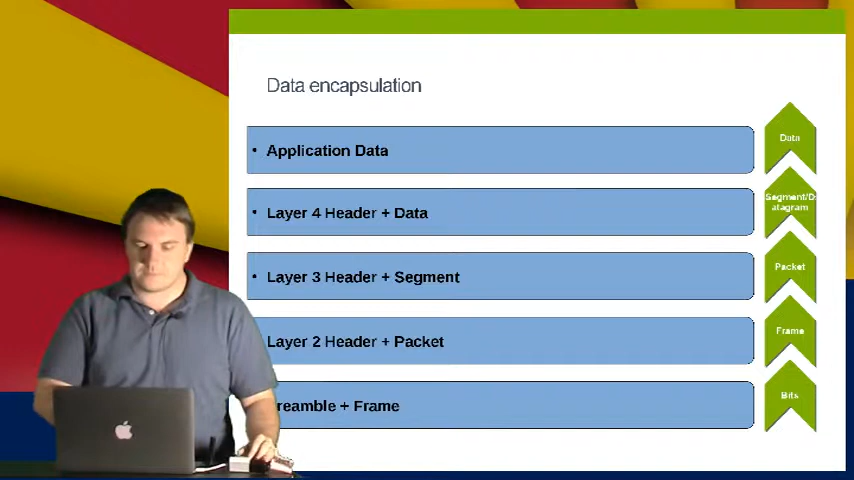 Data encapsulation
• Application Data
Data
• Layer 4 Header + Data
Segment/D
atagram
• Layer 3 Header + Segment
Packet
Layer 2 Header + Packet
Frame
reamble + Frame
Bits